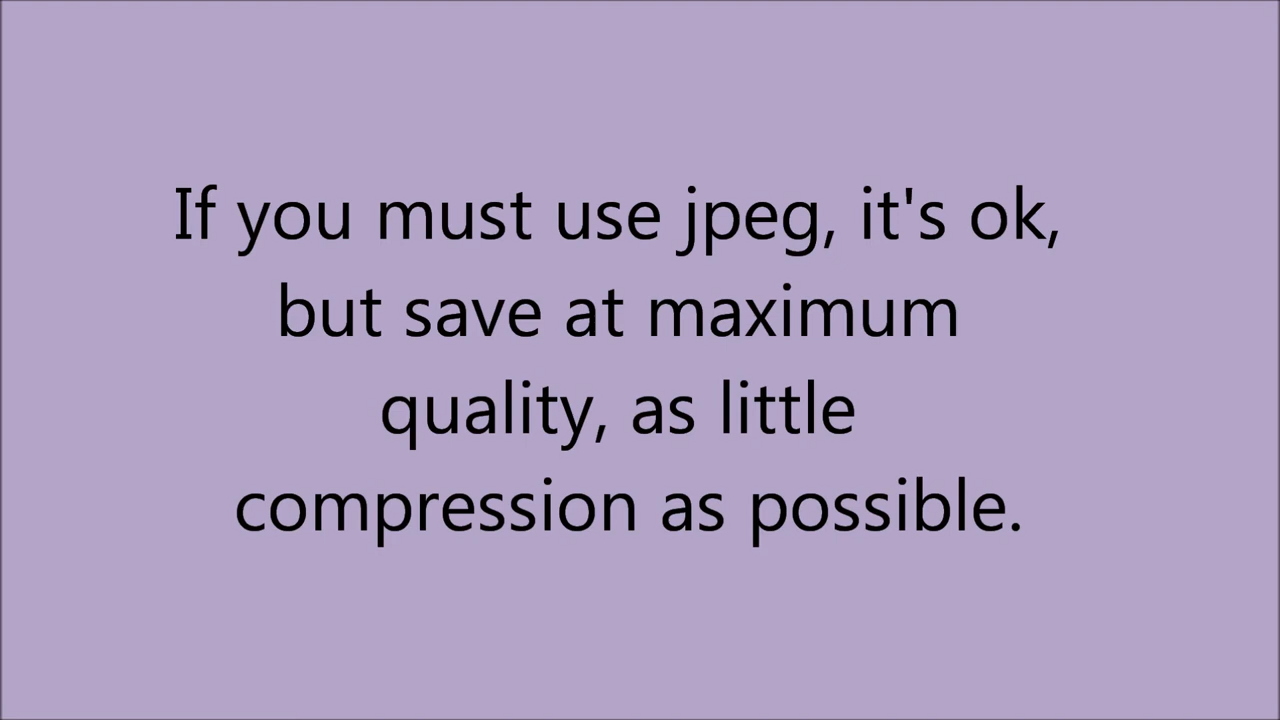 If you must use jpeg, it's ok,
but save at maximum
quality, as little
compression as possible.